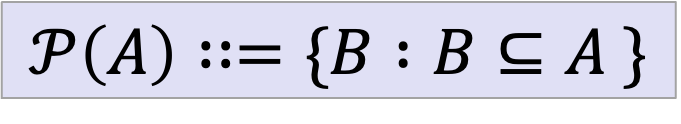 𝒫(A) ::= {B : B ⊆ A }